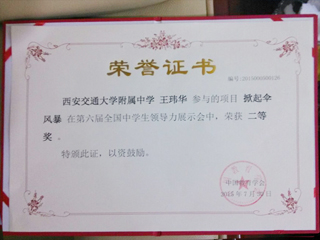 荣誉证书
西安交通大学附属中学 王玮华 参与的项目 掀起伞
风暴 在第六届全国中学生领导力展示会中，荣获 二等
奖。
特颁此证，以资鼓励。